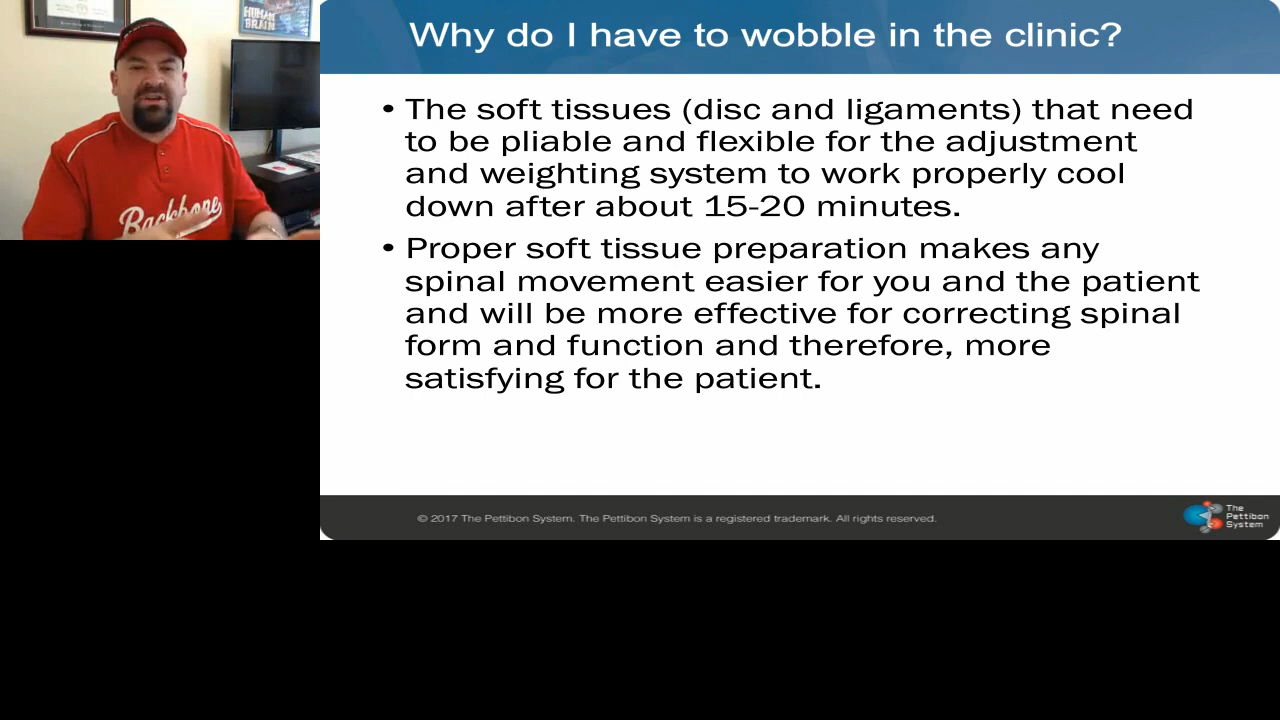 HUMAN
BRAIN
Backbone
Why do I have to wobble in the clinic?
• The soft tissues (disc and ligaments) that need
to be pliable and flexible for the adjustment
and weighting system to work properly cool
down after about 15-20 minutes.
• Proper soft tissue preparation makes any
spinal movement easier for you and the patient
and will be more effective for correcting spinal
form and function and therefore, more
satisfying for the patient.
© 2017 The Pettibon System. The Pettibon System is a registered trademark. All rights reserved.
The
Pettibon
System